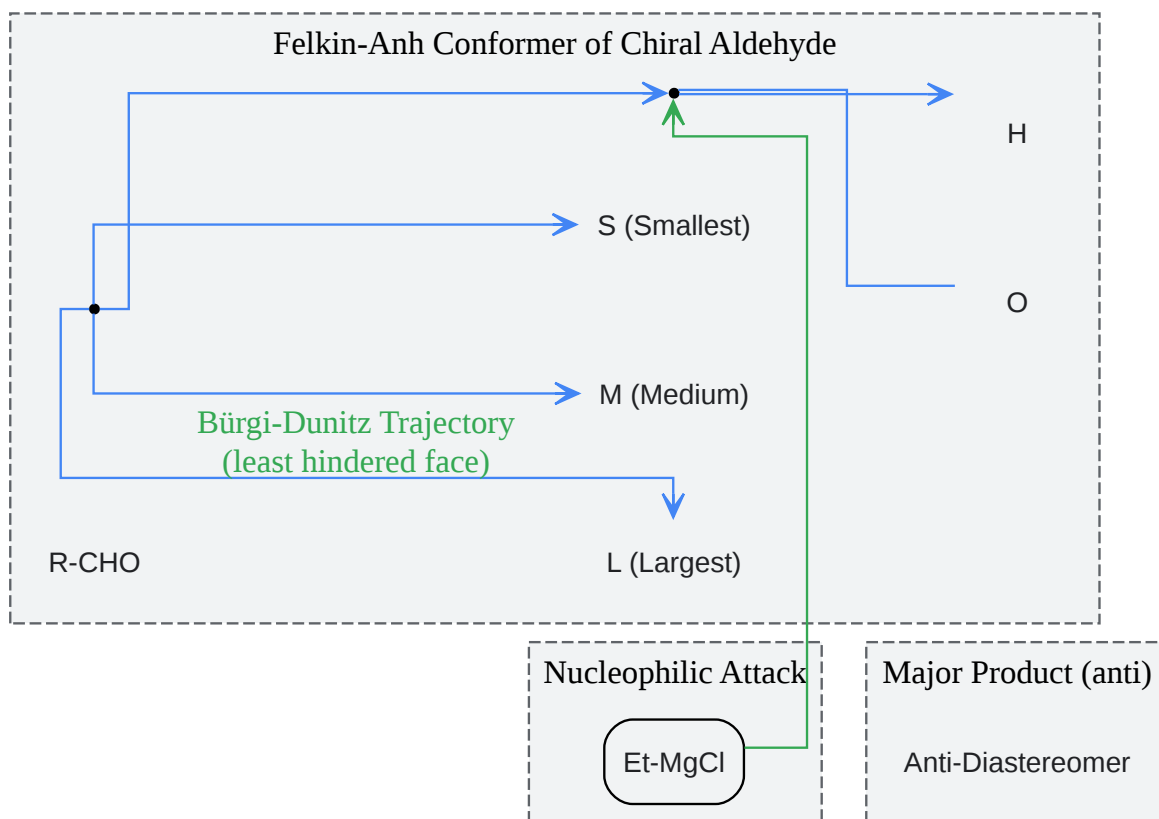 Felkin-Anh Conformer of Chiral Aldehyde
H
S (Smallest)
O
M (Medium)
Bürgi-Dunitz Trajectory
(least hindered face)
R-CHO
L (Largest)
Nucleophilic Attack
Major Product (anti)
Et-MgCl
Anti-Diastereomer